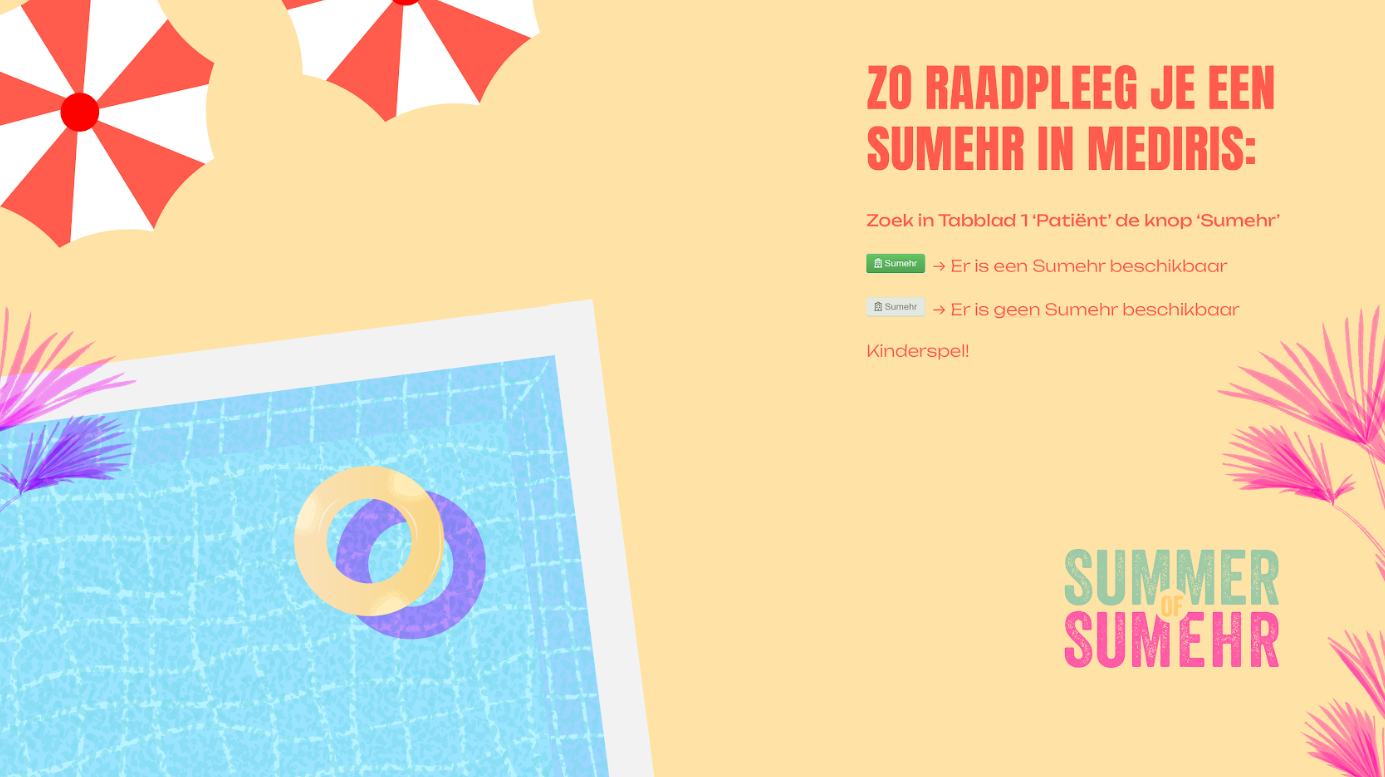 ZO RAADPLEEG JE EEN
SUMEHR IN MEDIRIS:
Zoek in Tabblad 1 ‘Patiënt’ de knop ‘Sumehr’
Sumehr → Er is een Sumehr beschikbaar
Sumehr → Er is geen Sumehr beschikbaar
Kinderspel!
SUMMER
OF
SUMEHR